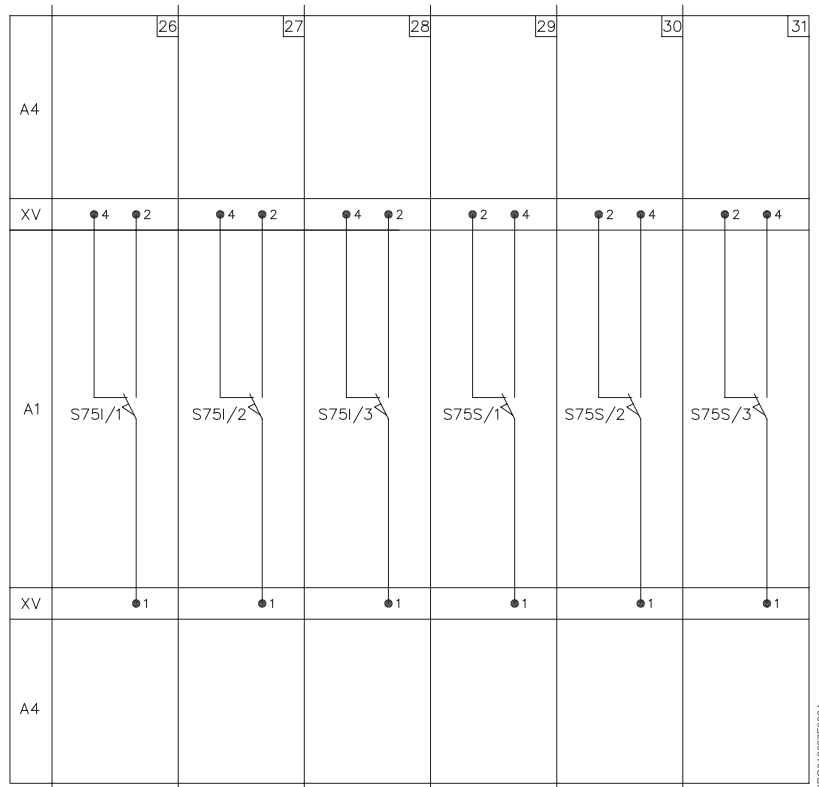 26 27 28 29 30 31
A4
XV 4 2 4 2 4 2 2 4 2 4 2 4
A1 S75I/1 S75I/2 S75I/3 S75S/1 S75S/2 S75S/3
XV 1 1 1 1 1 1
A4